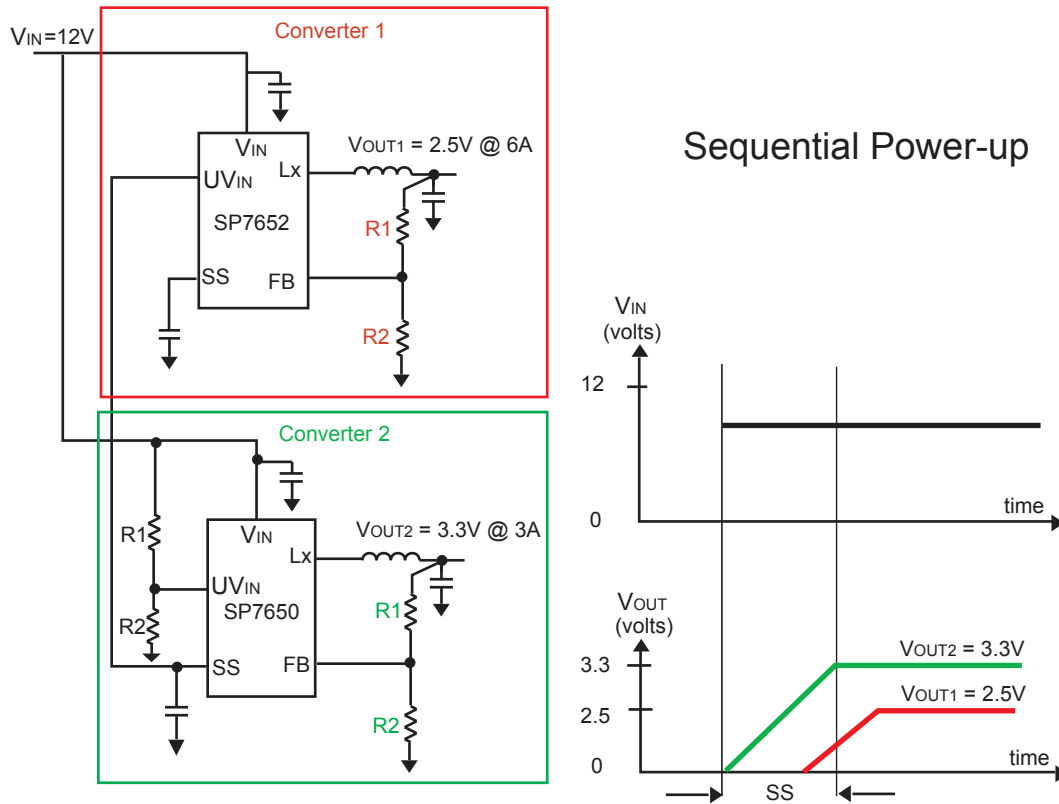 Converter 1
VIN=12V
VIN
VOUT1 = 2.5V @ 6A
Lx
UVIN
SP7652
R1
SS
FB
R2
Converter 2
R1
VIN
VOUT2 = 3.3V @ 3A
Lx
UVIN
SP7650
R1
R2
SS
FB
R2
Sequential Power-up
VIN
(volts)
12
0
time
VOUT
(volts)
3.3
VOUT2 = 3.3V
2.5
VOUT1 = 2.5V
0
time
SS